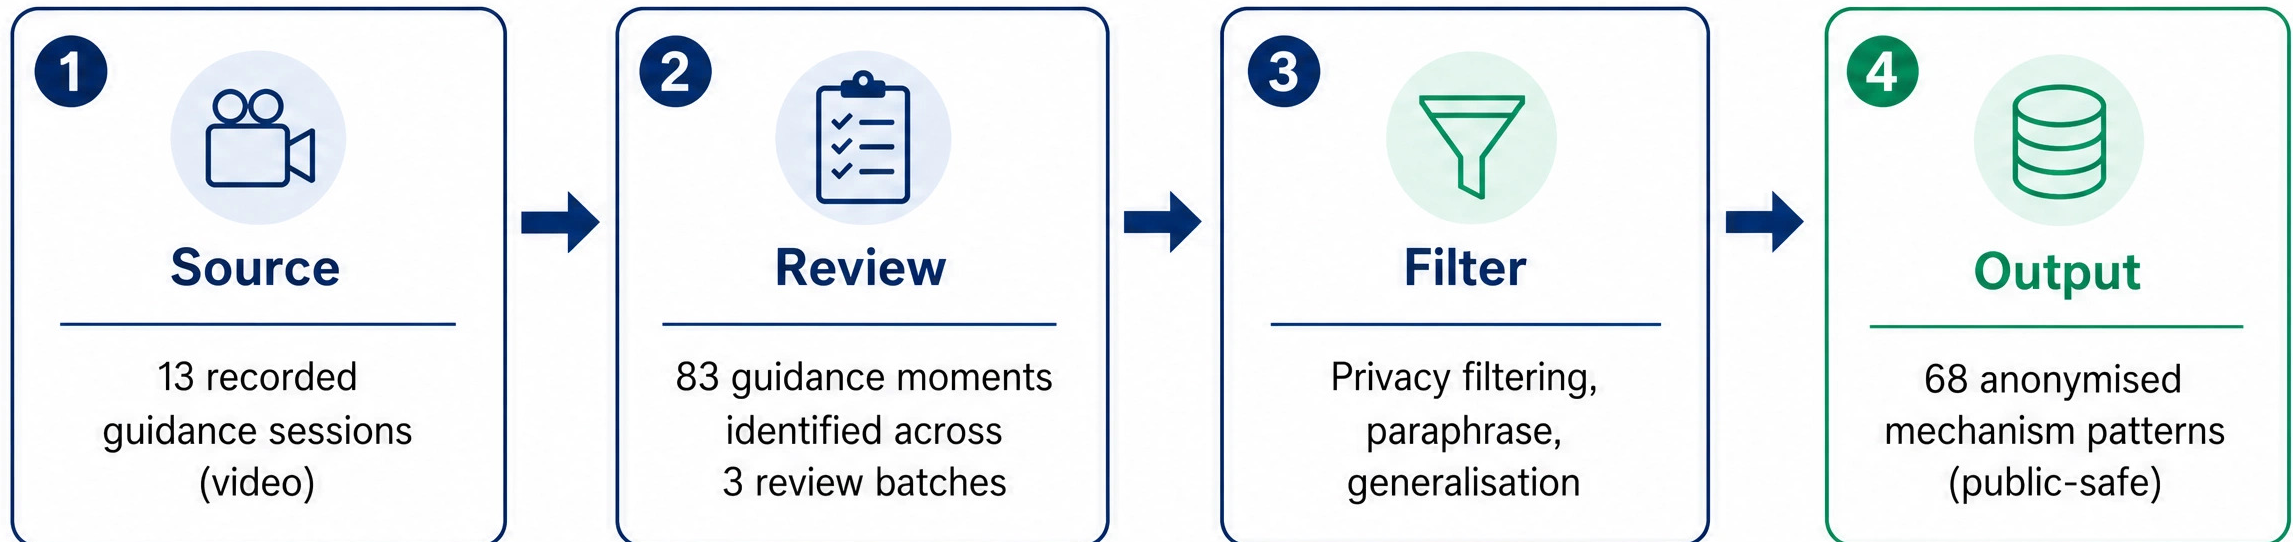 1
Source
13 recorded
guidance sessions
(video)
2
Review
83 guidance moments
identified across
3 review batches
3
Filter
Privacy filtering,
paraphrase,
generalisation
4
Output
68 anonymised
mechanism patterns
(public-safe)